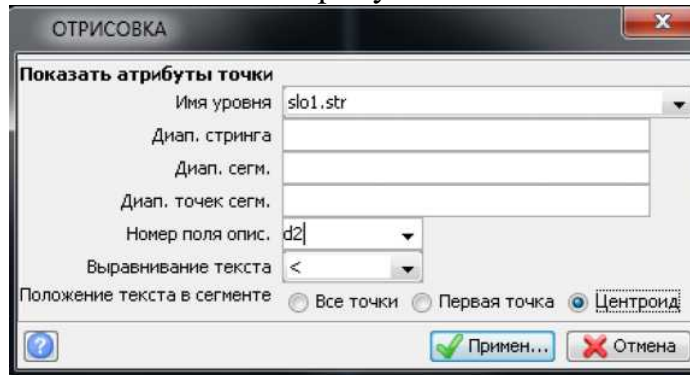 ОТРИСОВКА
Показать атрибуты точки
Имя уровня slo1.str
Диап. стринга
Диап. сегм.
Диап. точек сегм.
Номер поля опис. d2
Выравнивание текста <
Положение текста в сегменте Все точки Первая точка Центроид
Примен... Отмена